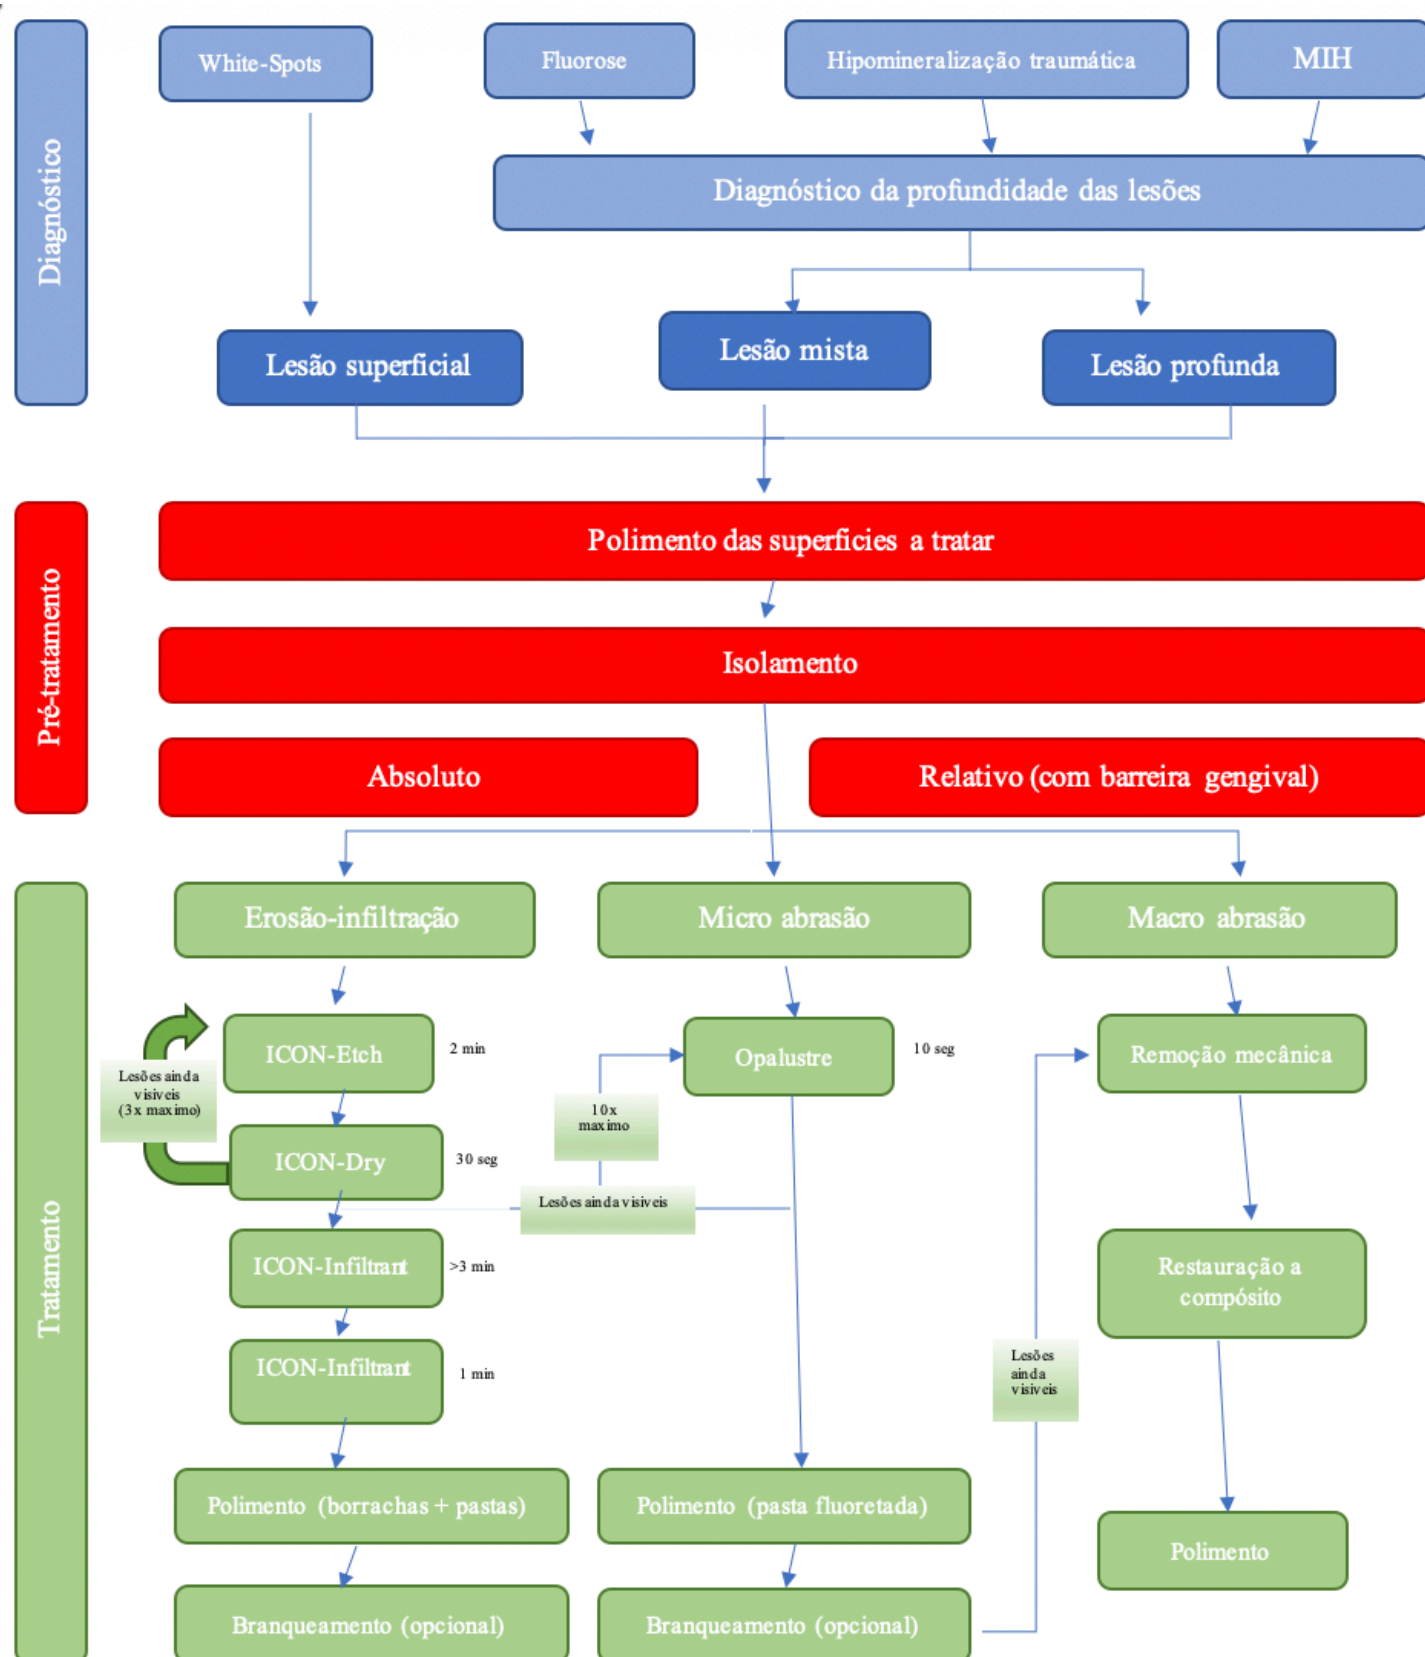 Diagnóstico
White-Spots
Fluorose
Hipomineralização traumática
MIH
Diagnóstico da profundidade das lesões
Lesão superficial
Lesão mista
Lesão profunda
Pré-tratamento
Polimento das superficies a tratar
Isolamento
Absoluto
Relativo (com barreira gengival)
Tratamento
Erosão-infiltração
Micro abrasão
Macro abrasão
ICON-Etch
2 min
Lesões ainda
visiveis
(3x maximo)
ICON-Dry
30 seg
ICON-Infiltrant
>3 min
ICON-Infiltrant
1 min
Polimento (borrachas + pastas)
Branqueamento (opcional)
Opalustre
10 seg
10x
maximo
Lesões ainda visiveis
Polimento (pasta fluoretada)
Branqueamento (opcional)
Lesões
ainda
visiveis
Remoção mecânica
Restauração a
compósito
Polimento